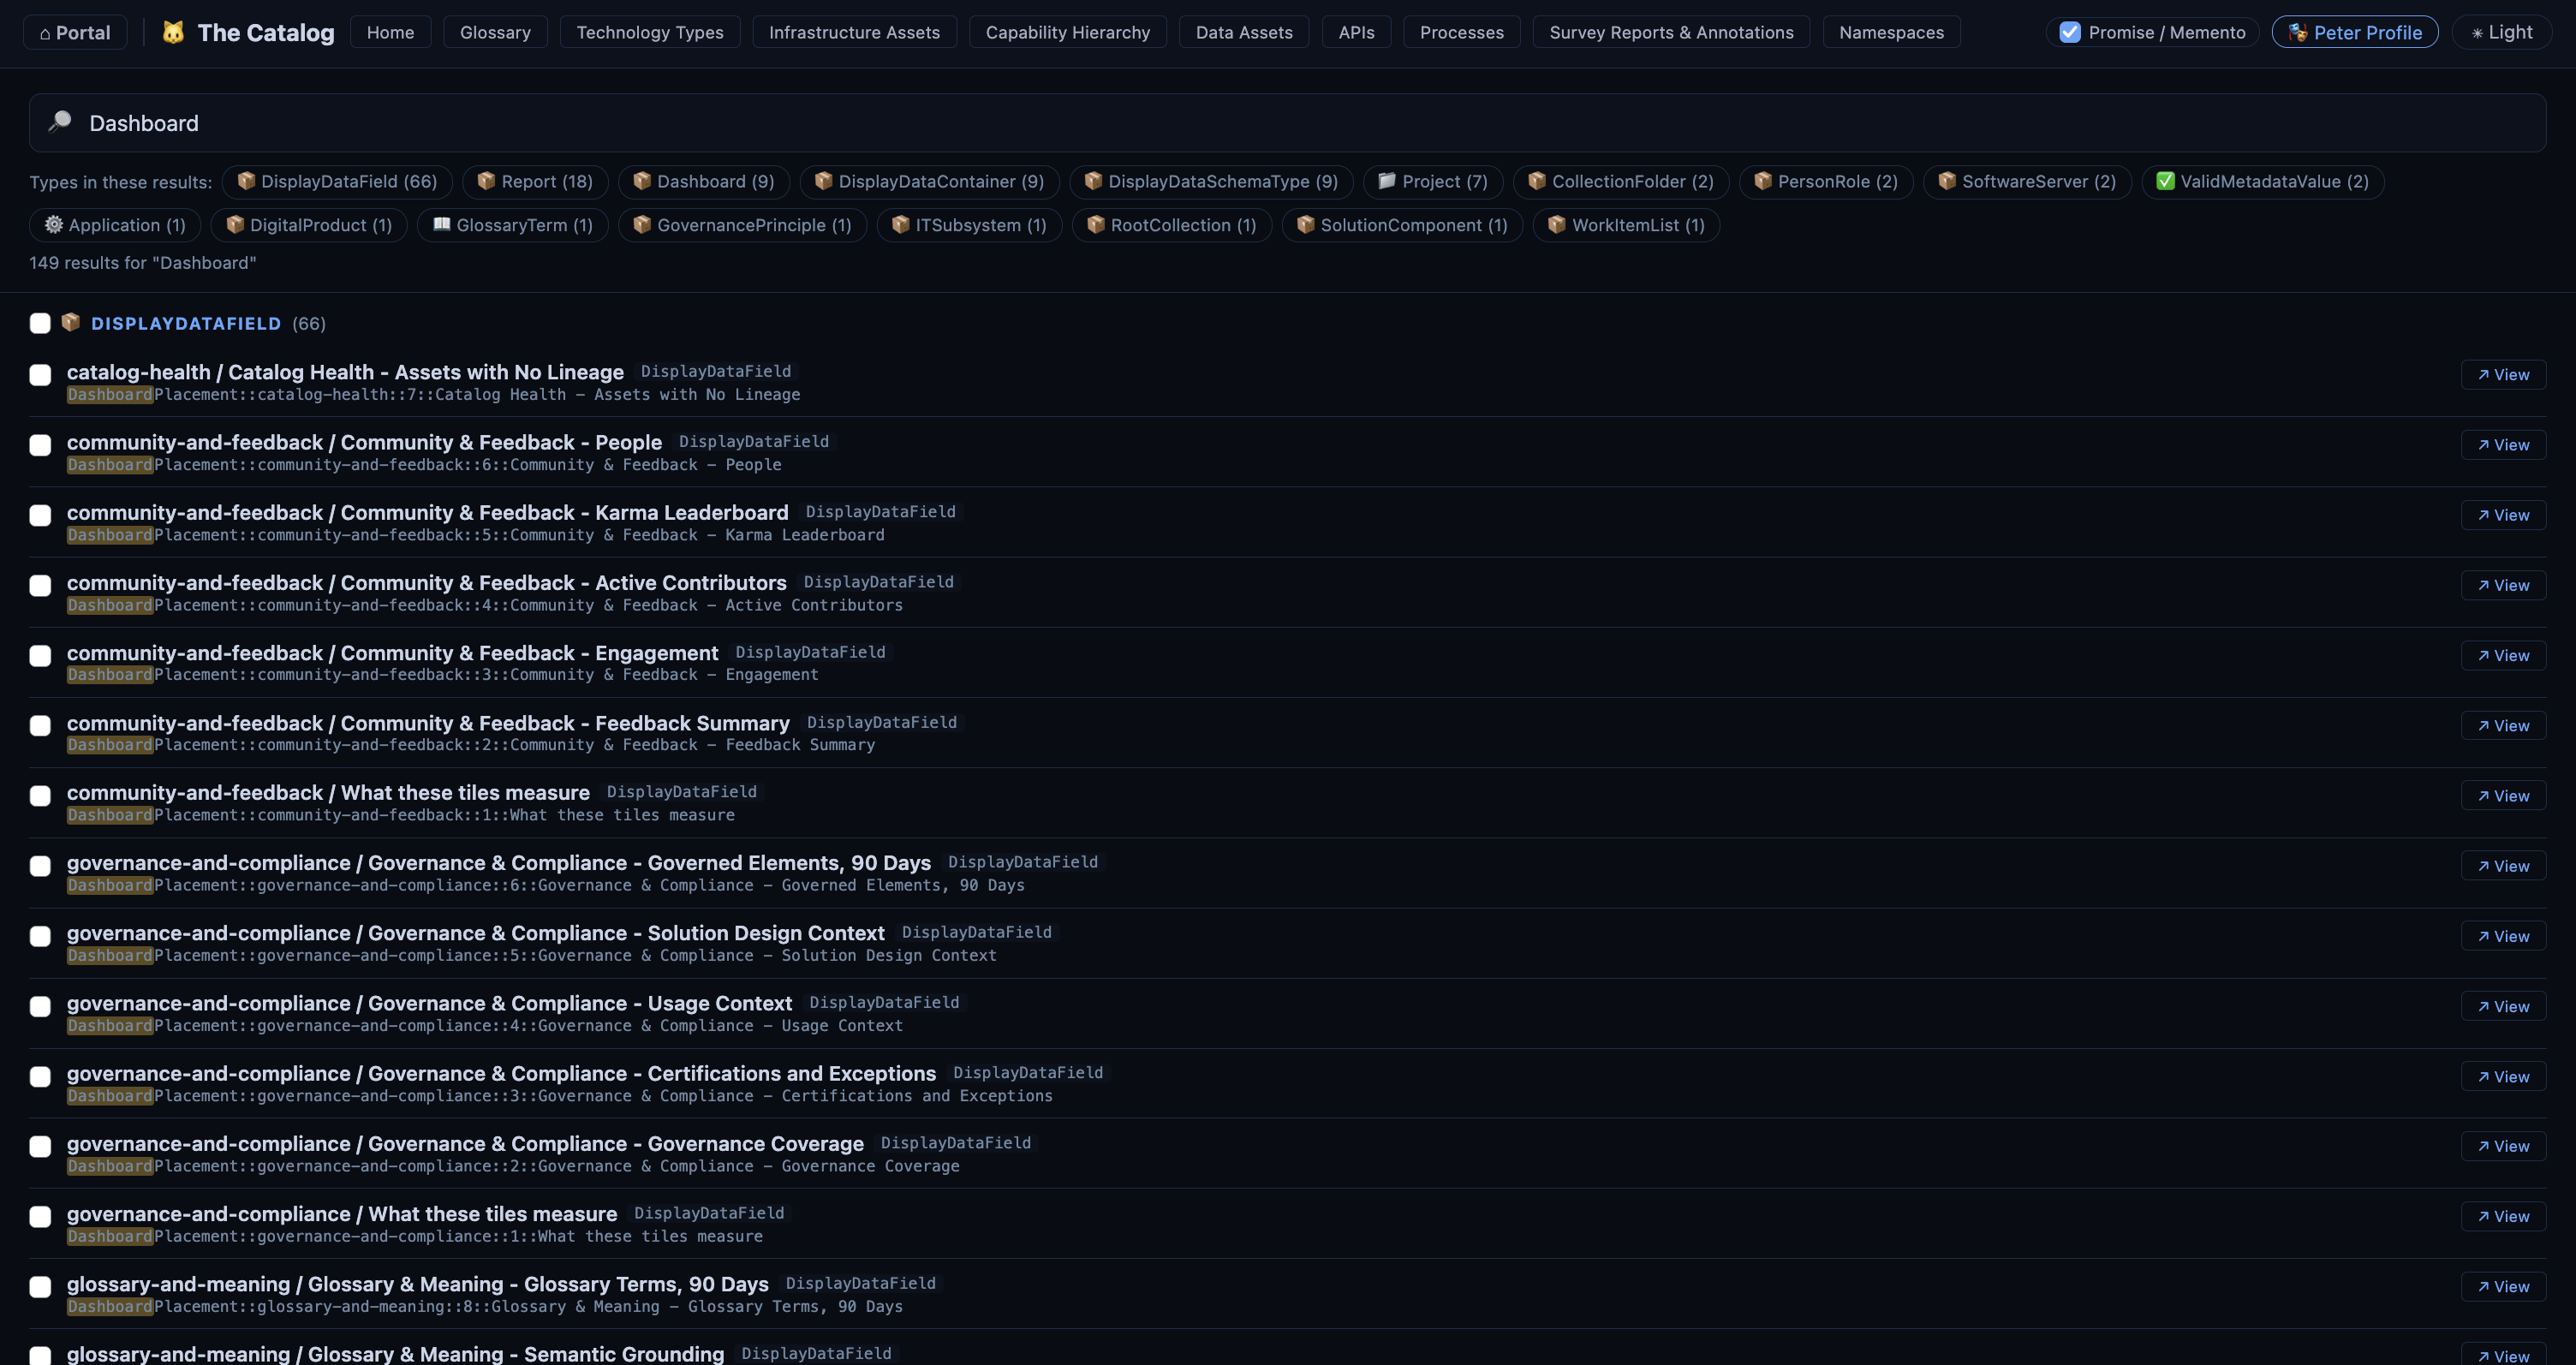 ⌂ Portal
The Catalog
Home
Glossary
Technology Types
Infrastructure Assets
Capability Hierarchy
Data Assets
APIs
Processes
Survey Reports & Annotations
Namespaces
Promise / Memento
Peter Profile
☀ Light
Dashboard
Types in these results: DisplayDataField (66) Report (18) Dashboard (9) DisplayDataContainer (9) DisplayDataSchemaType (9) Project (7) CollectionFolder (2) PersonRole (2) SoftwareServer (2) ValidMetadataValue (2)
Application (1) DigitalProduct (1) GlossaryTerm (1) GovernancePrinciple (1) ITSubsystem (1) RootCollection (1) SolutionComponent (1) WorkItemList (1)
149 results for "Dashboard"
DISPLAYDATAFIELD (66)
catalog-health / Catalog Health - Assets with No Lineage DisplayDataField
↗ View
DashboardPlacement::catalog-health::7::Catalog Health – Assets with No Lineage
community-and-feedback / Community & Feedback - People DisplayDataField
↗ View
DashboardPlacement::community-and-feedback::6::Community & Feedback – People
community-and-feedback / Community & Feedback - Karma Leaderboard DisplayDataField
↗ View
DashboardPlacement::community-and-feedback::5::Community & Feedback – Karma Leaderboard
community-and-feedback / Community & Feedback - Active Contributors DisplayDataField
↗ View
DashboardPlacement::community-and-feedback::4::Community & Feedback – Active Contributors
community-and-feedback / Community & Feedback - Engagement DisplayDataField
↗ View
DashboardPlacement::community-and-feedback::3::Community & Feedback – Engagement
community-and-feedback / Community & Feedback - Feedback Summary DisplayDataField
↗ View
DashboardPlacement::community-and-feedback::2::Community & Feedback – Feedback Summary
community-and-feedback / What these tiles measure DisplayDataField
↗ View
DashboardPlacement::community-and-feedback::1::What these tiles measure
governance-and-compliance / Governance & Compliance - Governed Elements, 90 Days DisplayDataField
↗ View
DashboardPlacement::governance-and-compliance::6::Governance & Compliance – Governed Elements, 90 Days
governance-and-compliance / Governance & Compliance - Solution Design Context DisplayDataField
↗ View
DashboardPlacement::governance-and-compliance::5::Governance & Compliance – Solution Design Context
governance-and-compliance / Governance & Compliance - Usage Context DisplayDataField
↗ View
DashboardPlacement::governance-and-compliance::4::Governance & Compliance – Usage Context
governance-and-compliance / Governance & Compliance - Certifications and Exceptions DisplayDataField
↗ View
DashboardPlacement::governance-and-compliance::3::Governance & Compliance – Certifications and Exceptions
governance-and-compliance / Governance & Compliance - Governance Coverage DisplayDataField
↗ View
DashboardPlacement::governance-and-compliance::2::Governance & Compliance – Governance Coverage
governance-and-compliance / What these tiles measure DisplayDataField
↗ View
DashboardPlacement::governance-and-compliance::1::What these tiles measure
glossary-and-meaning / Glossary & Meaning - Glossary Terms, 90 Days DisplayDataField
↗ View
DashboardPlacement::glossary-and-meaning::8::Glossary & Meaning – Glossary Terms, 90 Days
glossary-and-meaning / Glossary & Meaning - Semantic Grounding DisplayDataField
↗ View